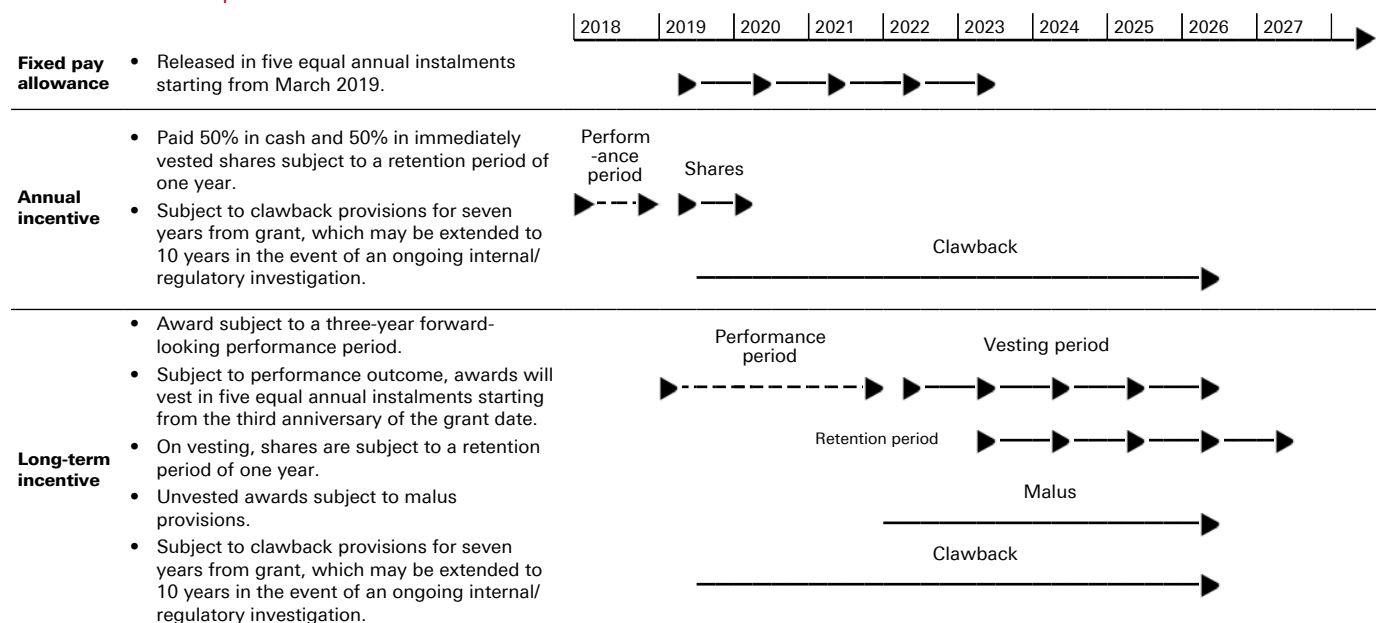 2018 2019 2020 2021 2022 2023 2024 2025 2026 2027
Fixed pay
allowance
• Released in five equal annual instalments
starting from March 2019.
Annual
incentive
• Paid 50% in cash and 50% in immediately
vested shares subject to a retention period of
one year.
• Subject to clawback provisions for seven
years from grant, which may be extended to
10 years in the event of an ongoing internal/
regulatory investigation.
Perform
-ance
period
Shares
Clawback
Long-term
incentive
• Award subject to a three-year forward-
looking performance period.
• Subject to performance outcome, awards will
vest in five equal annual instalments starting
from the third anniversary of the grant date.
• On vesting, shares are subject to a retention
period of one year.
• Unvested awards subject to malus
provisions.
• Subject to clawback provisions for seven
years from grant, which may be extended to
10 years in the event of an ongoing internal/
regulatory investigation.
Performance
period
Vesting period
Retention period
Malus
Clawback